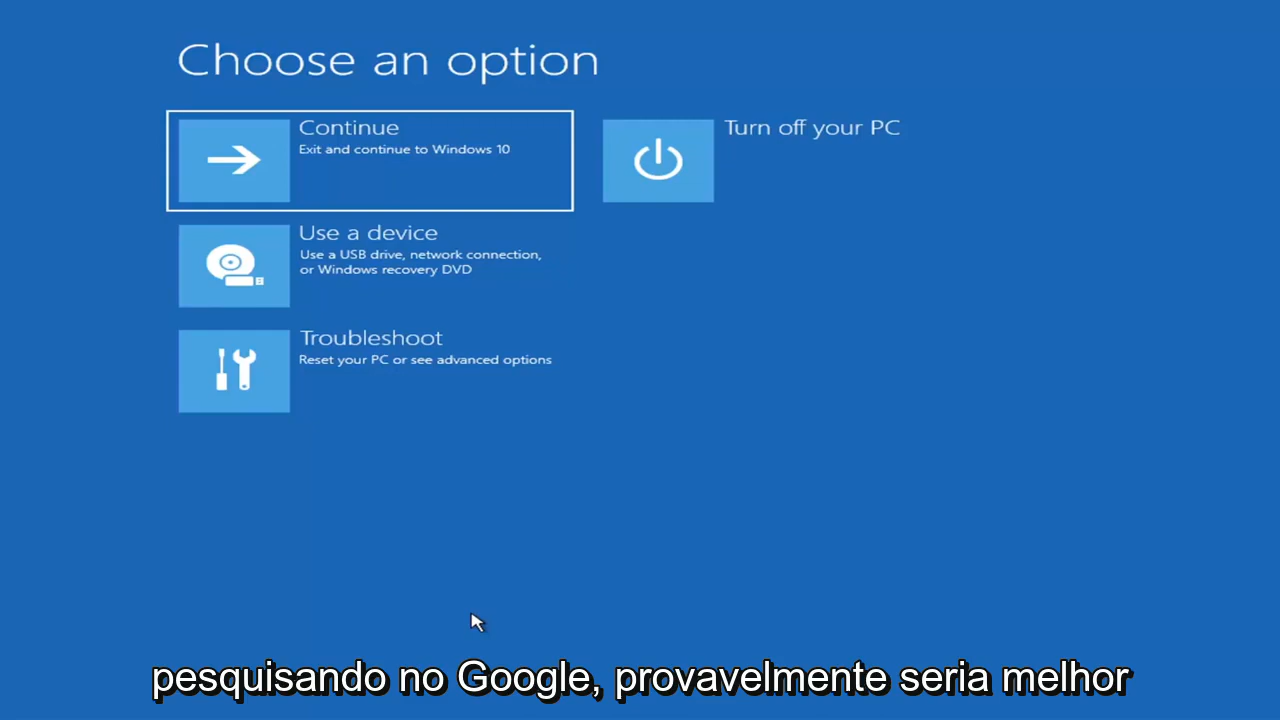 Choose an option
Continue
Exit and continue to Windows 10
Turn off your PC
Use a device
Use a USB drive, network connection,
or Windows recovery DVD
Troubleshoot
Reset your PC or see advanced options
pesquisando no Google, provavelmente seria melhor